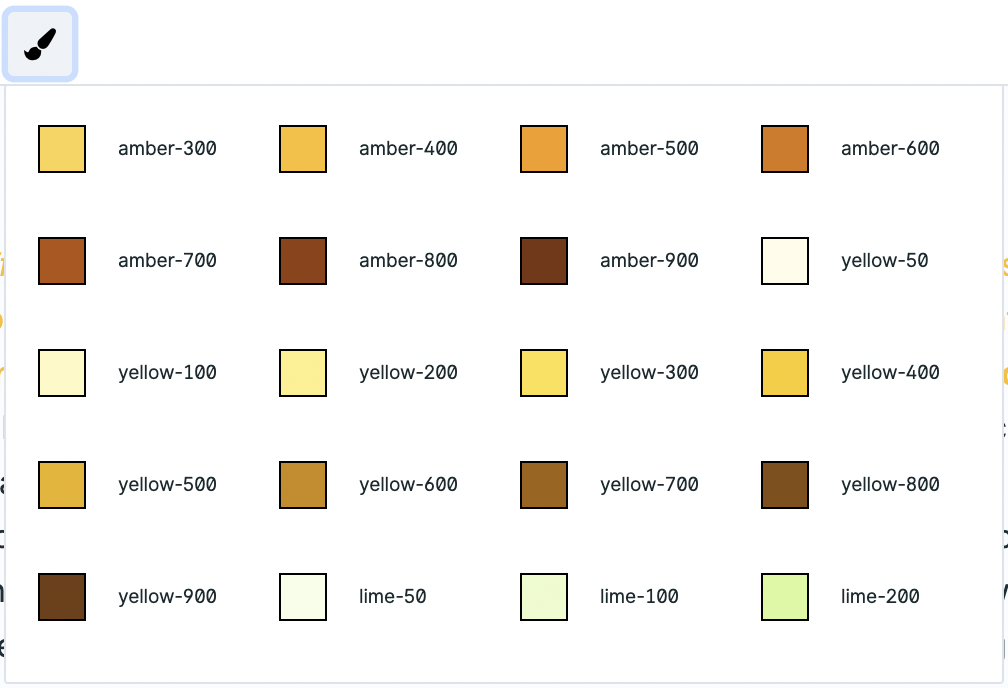 amber-300 amber-400 amber-500 amber-600
amber-700 amber-800 amber-900 yellow-50
yellow-100 yellow-200 yellow-300 yellow-400
yellow-500 yellow-600 yellow-700 yellow-800
yellow-900 lime-50 lime-100 lime-200